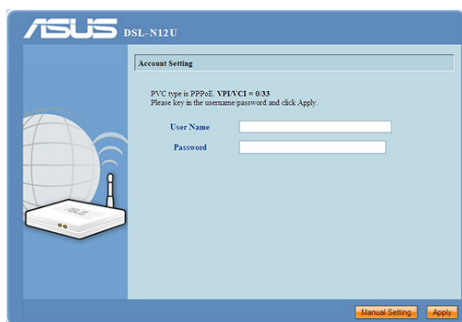 ASUS DSL-N12U
Account Setting
PVC type is PPPoE. VPI/VCI = 0/33
Please key in the username/password and click Apply.
User Name
Password
Manual Setting Apply